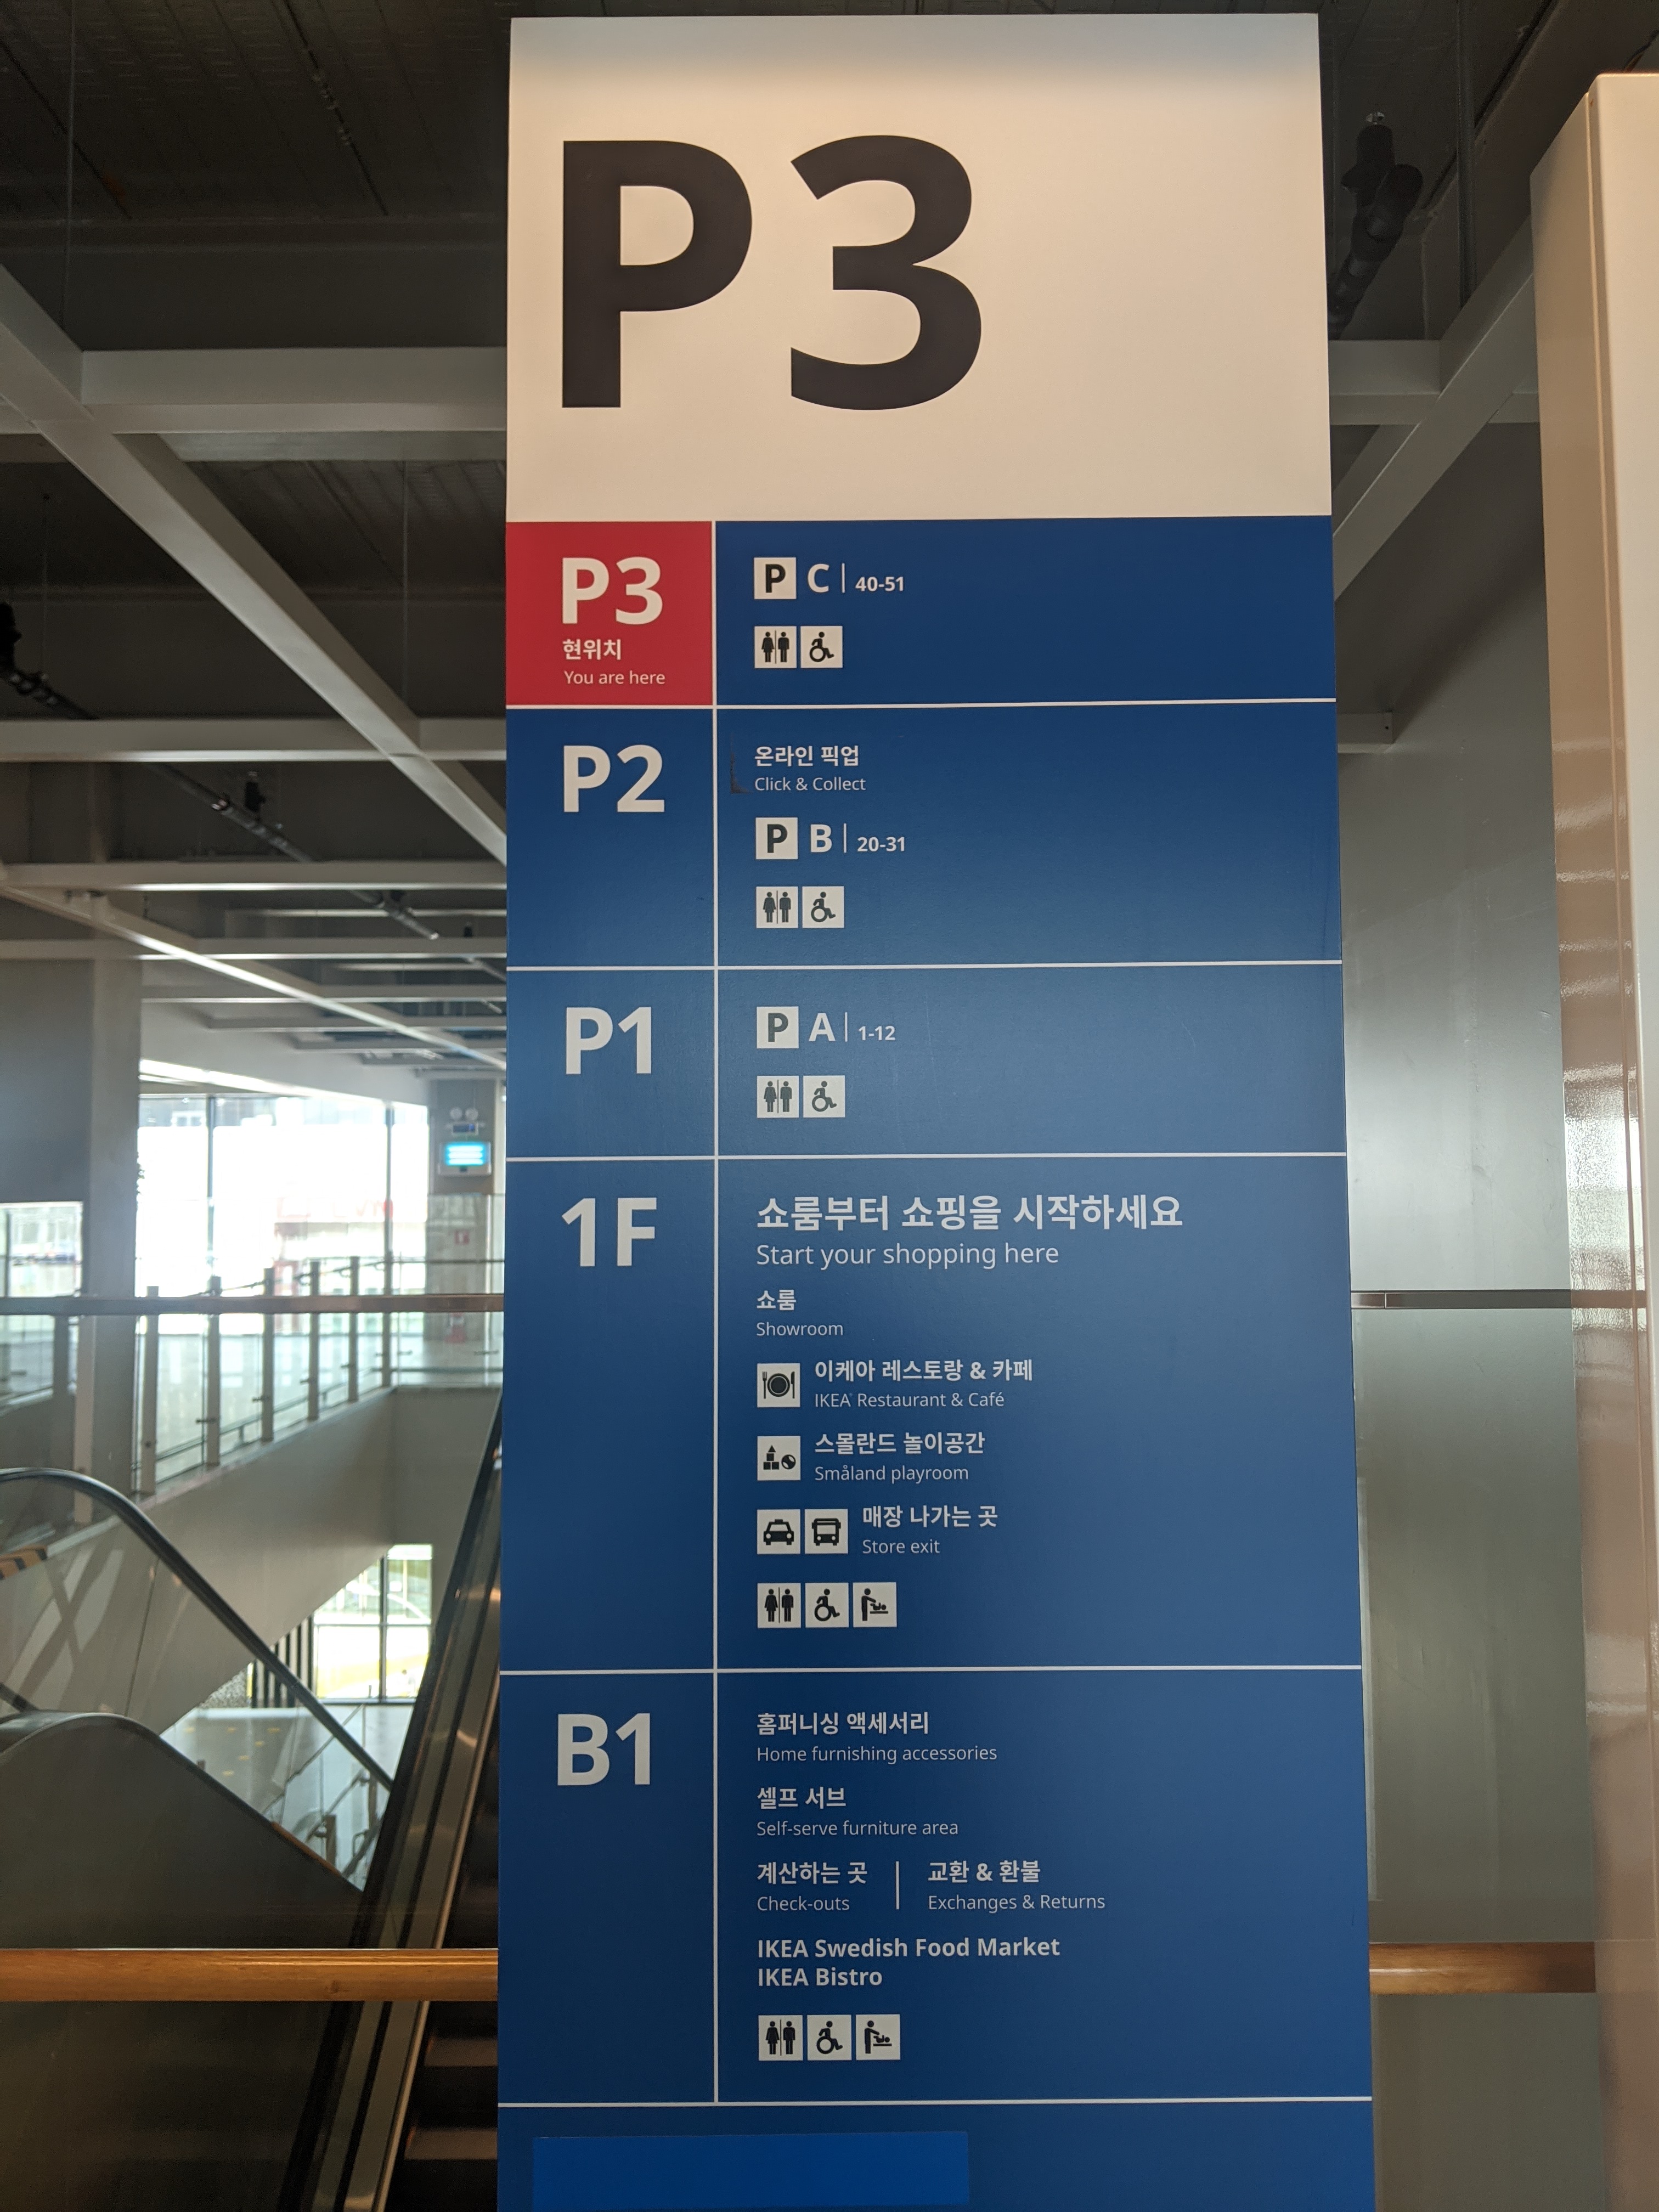 P3
P3
현위치
You are here
P C | 40-51
P2
온라인 픽업
Click & Collect
P B | 20-31
P1
P A | 1-12
1F
쇼룸부터 쇼핑을 시작하세요
Start your shopping here
쇼룸
Showroom
이케아 레스토랑 & 카페
IKEA Restaurant & Café
스몰란드 놀이공간
Småland playroom
매장 나가는 곳
Store exit
B1
홈퍼니싱 액세서리
Home furnishing accessories
셀프 서브
Self-serve furniture area
계산하는 곳 | 교환 & 환불
Check-outs | Exchanges & Returns
IKEA Swedish Food Market
IKEA Bistro